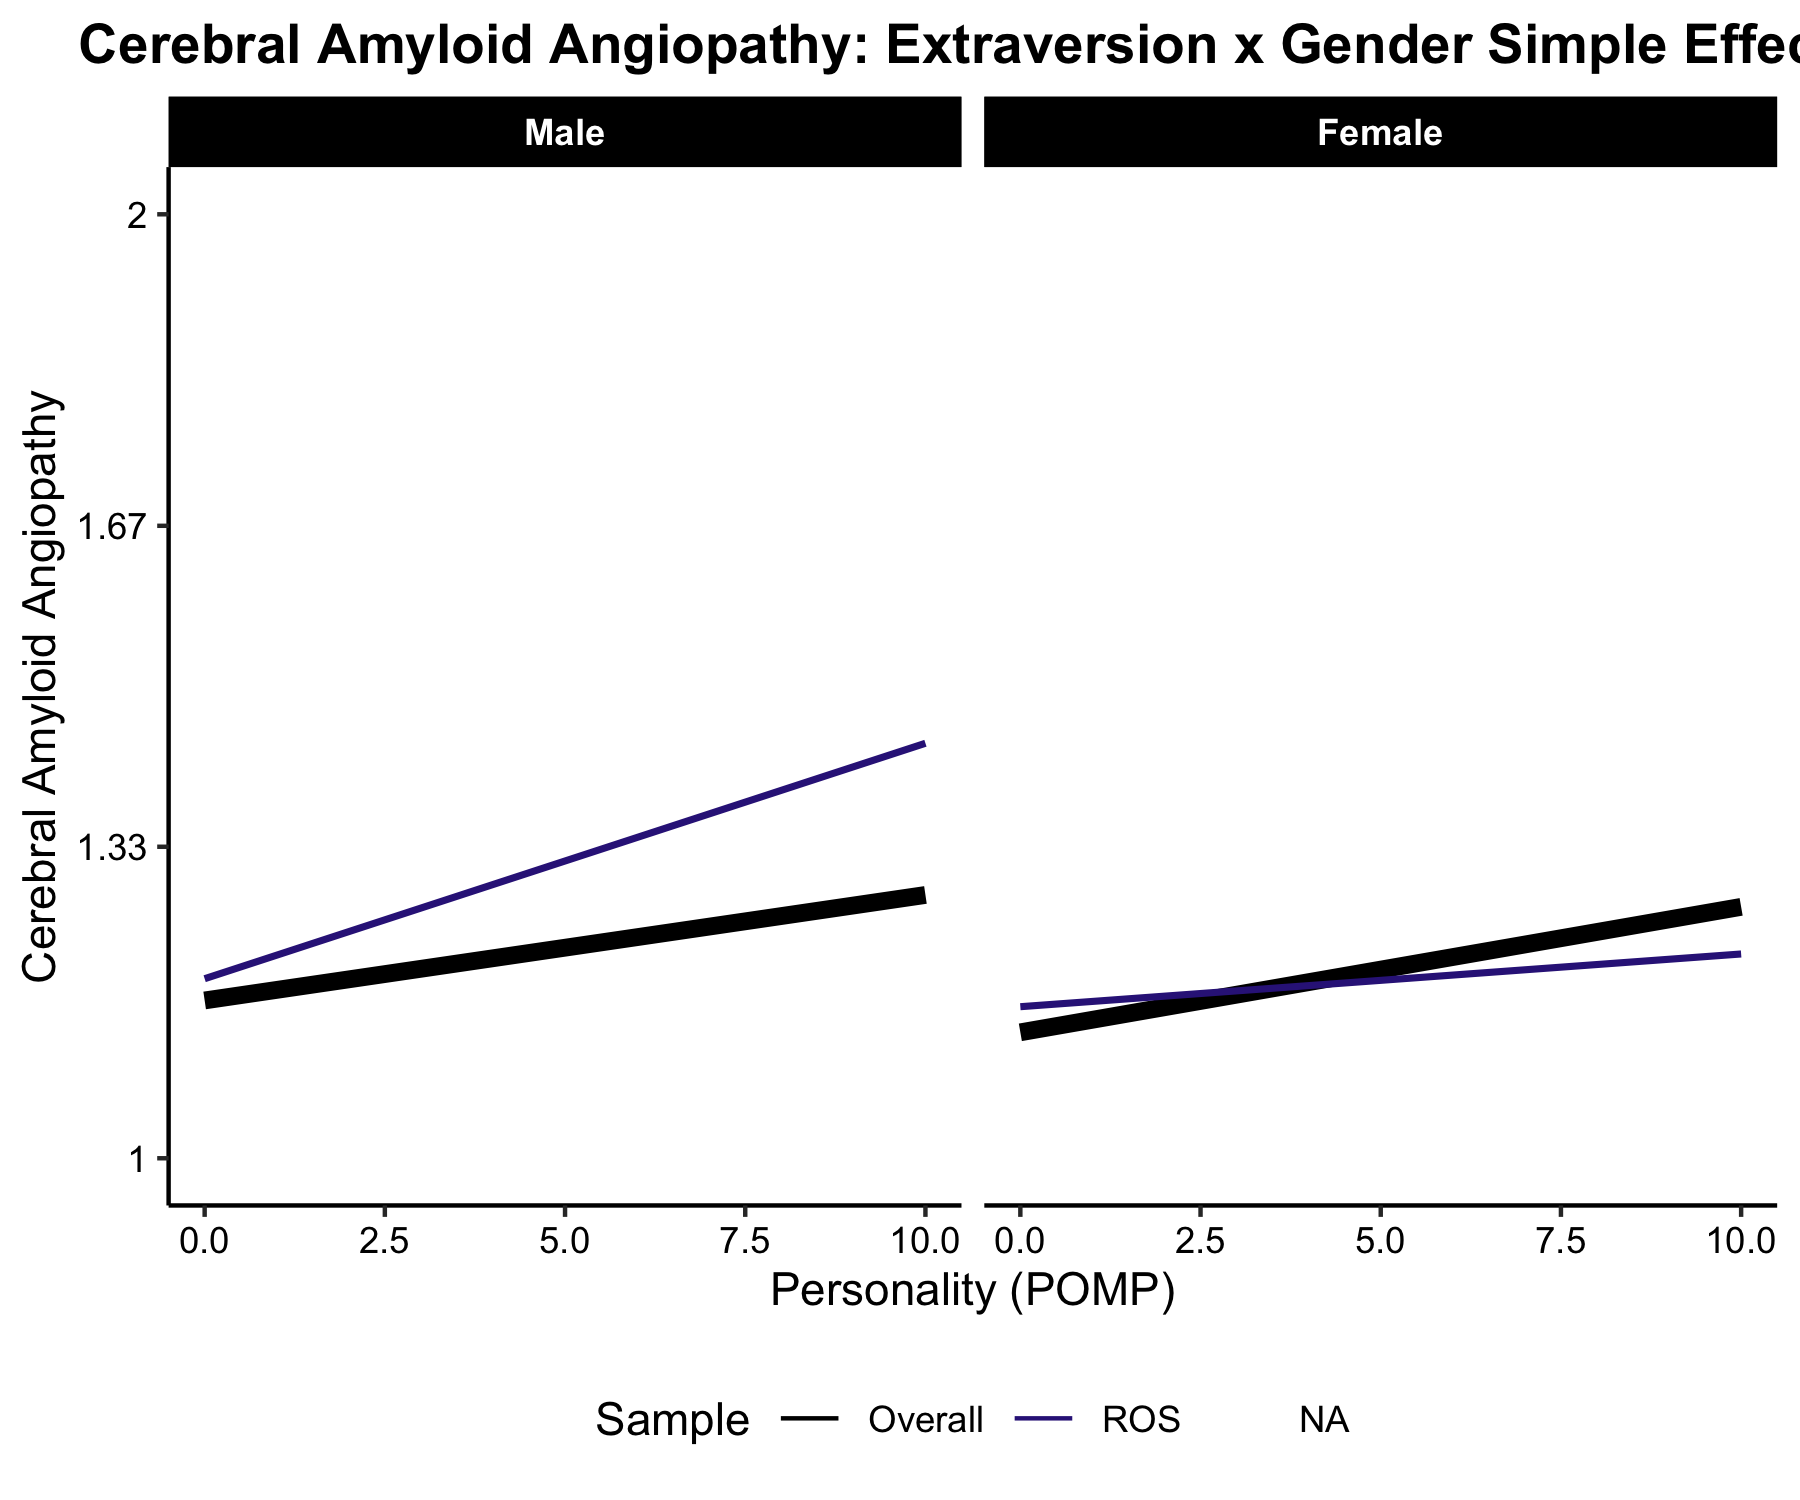 Cerebral Amyloid Angiopathy: Extraversion x Gender Simple Effec
Male
Female
Cerebral Amyloid Angiopathy
2
1.67
1.33
1
0.0 2.5 5.0 7.5 10.0
0.0 2.5 5.0 7.5 10.0
Personality (POMP)
Sample Overall ROS NA